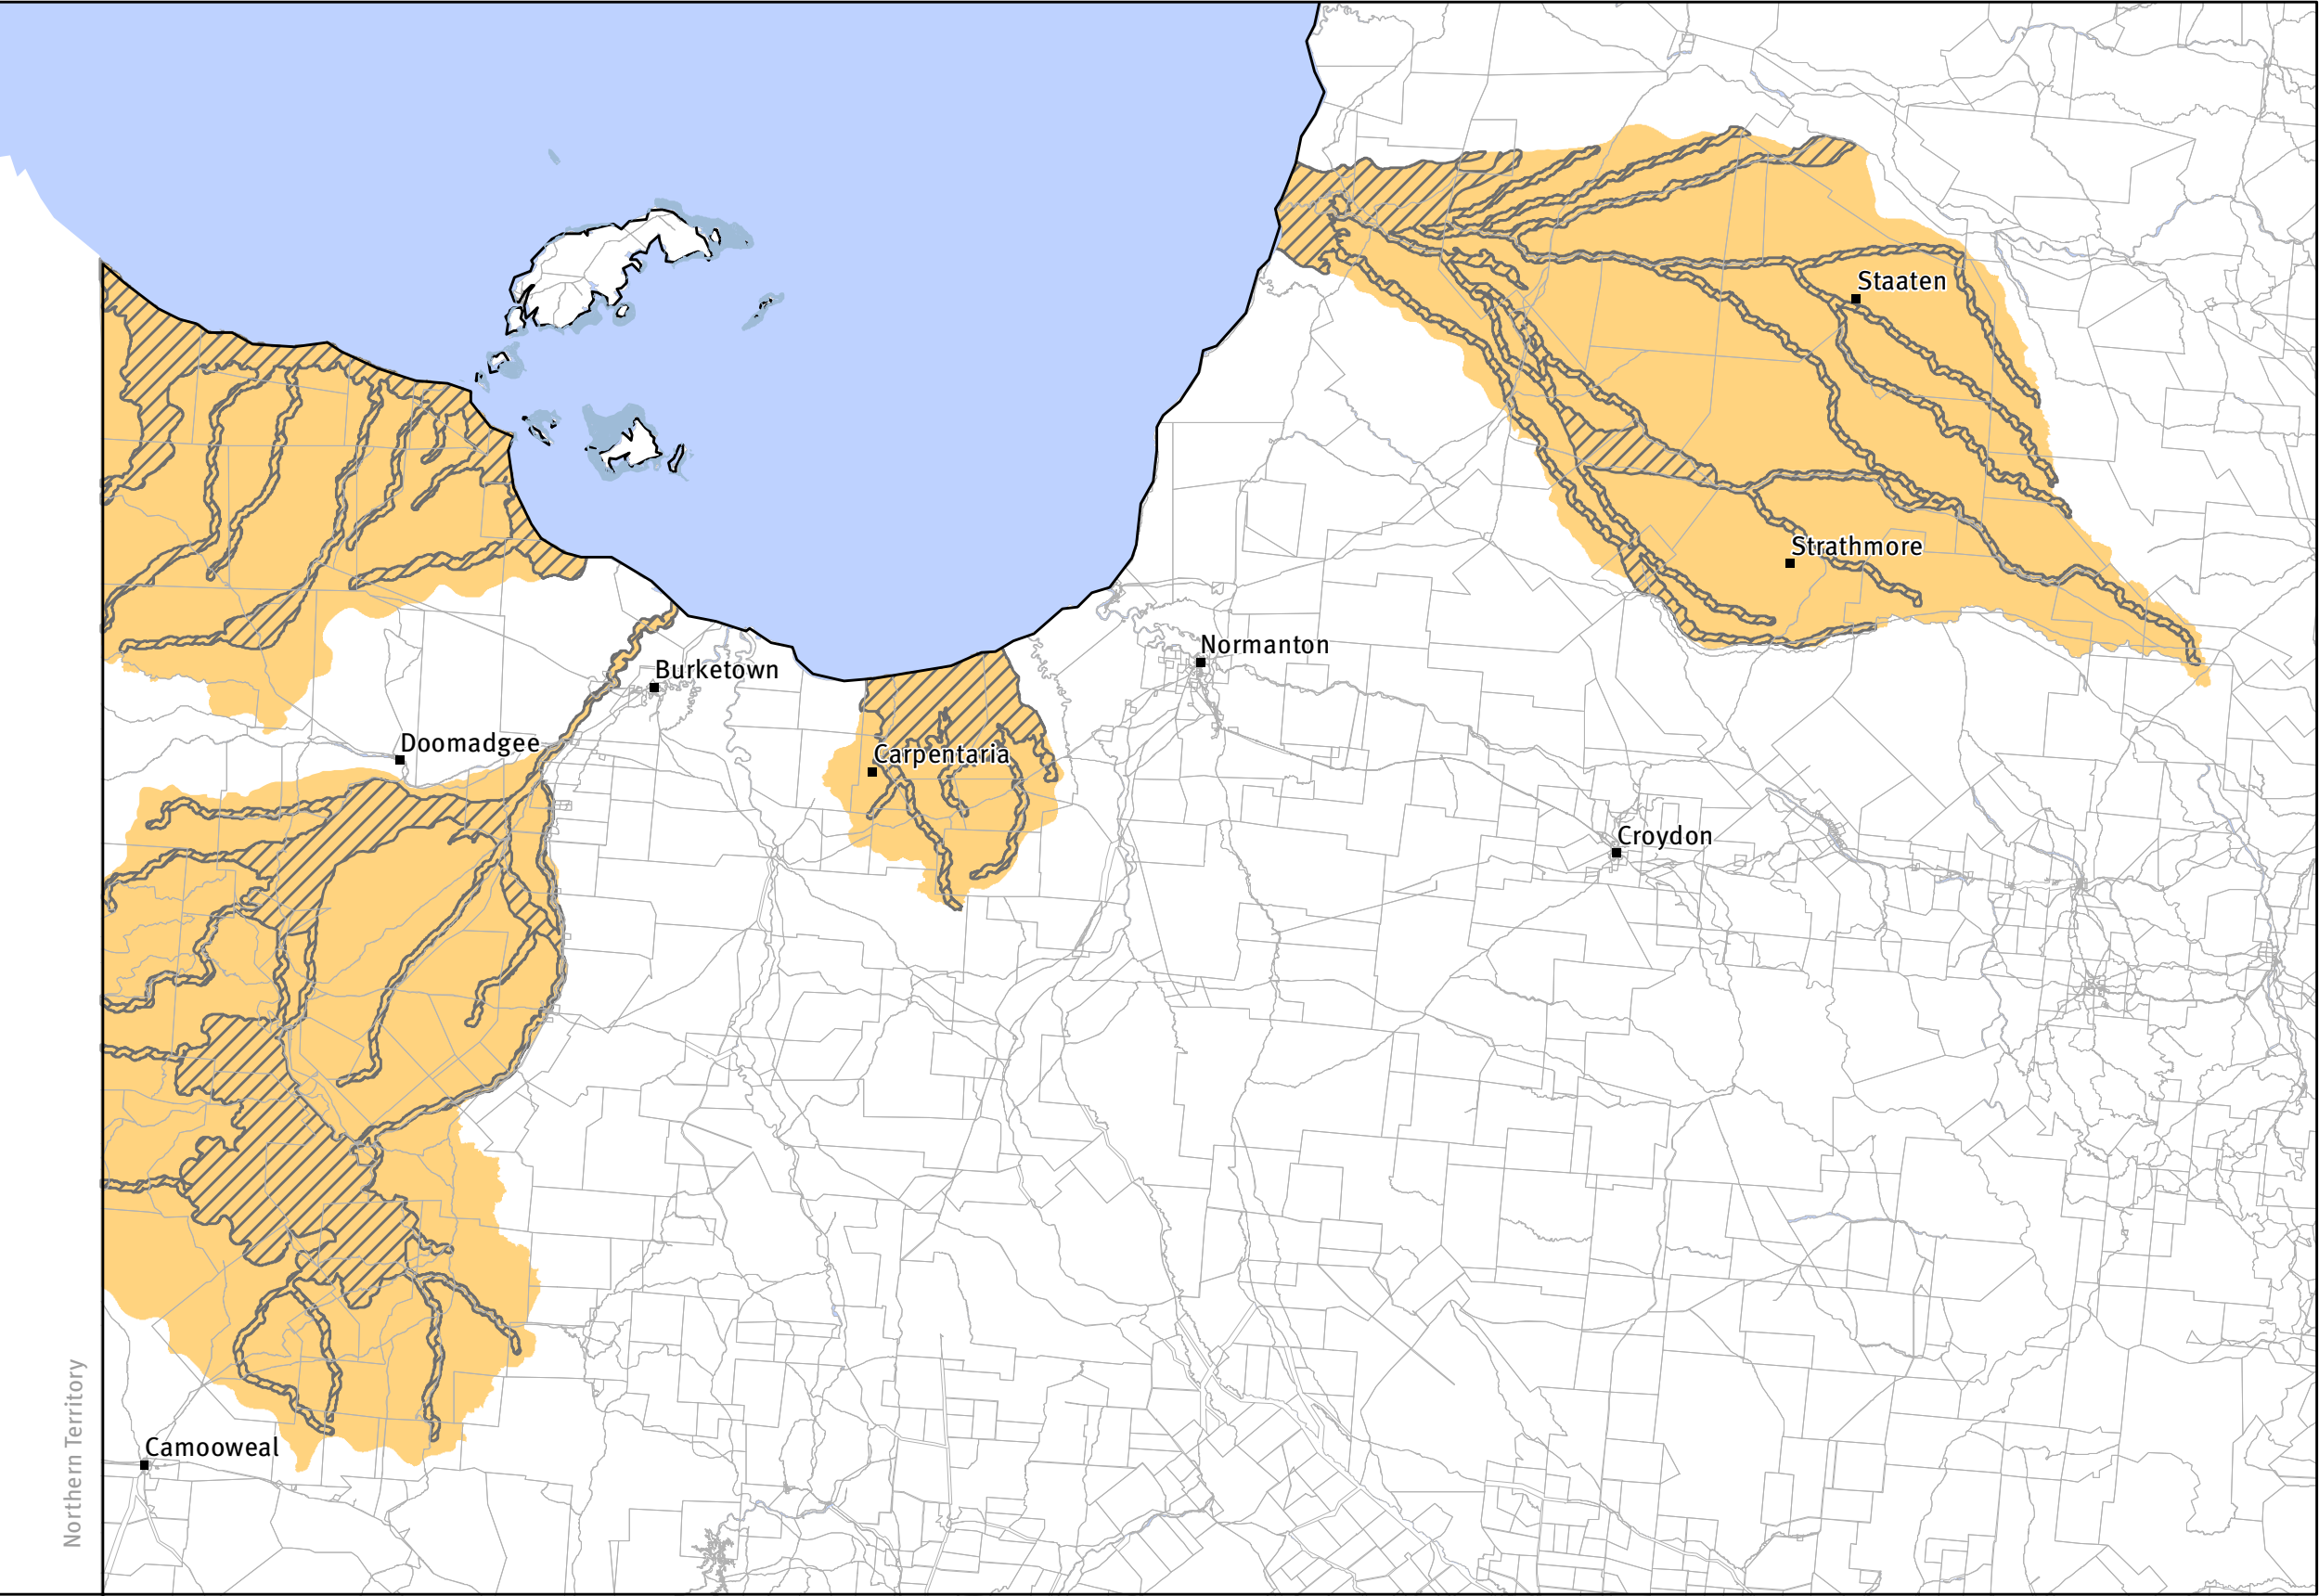 Staaten
Strathmore
Normanton
Burketown
Doomadgee
Carpentaria
Croydon
Northern Territory
Camooweal